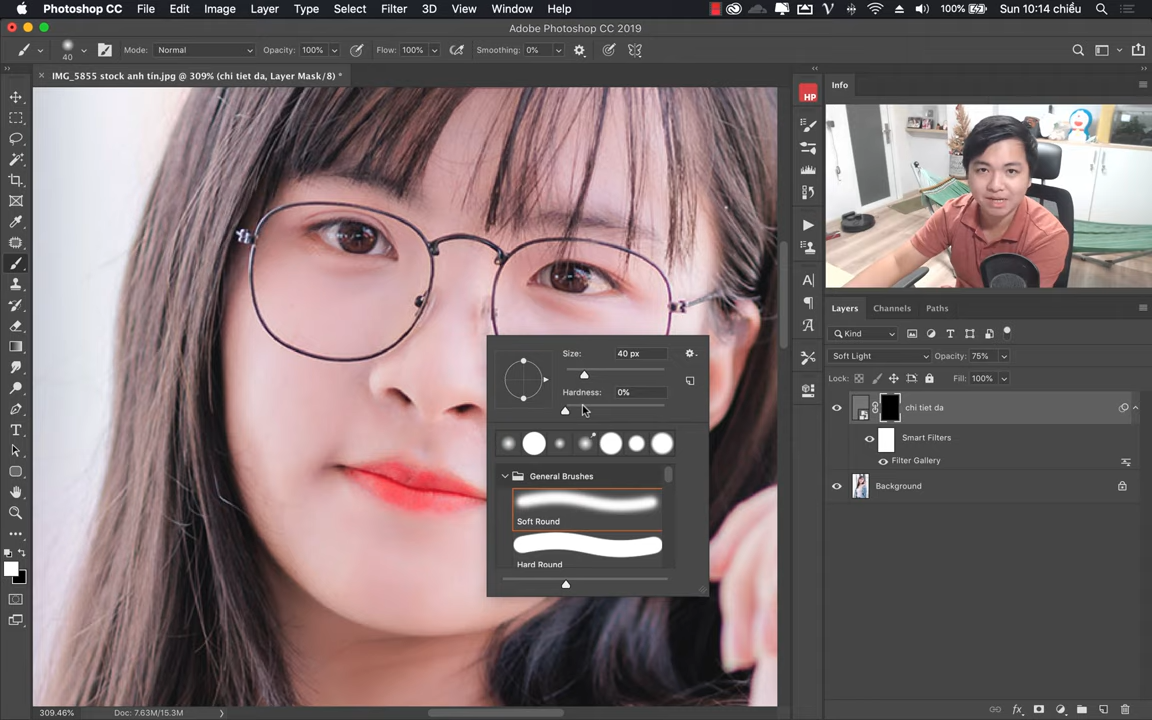 Photoshop CC File Edit Image Layer Type Select Filter 3D View Window Help 100% Sun 10:14 chiều
Adobe Photoshop CC 2019
40 Mode: Normal Opacity: 100% Flow: 100% Smoothing: 0%
IMG_5855 stock anh tin.jpg @ 309% (chi tiet da, Layer Mask/8) *
Info
HP
Layers Channels Paths
Kind
Soft Light Opacity: 75%
Lock: Fill: 100%
chi tiet da
Smart Filters
Filter Gallery
Background
Size: 40 px
Hardness: 0%
General Brushes
Soft Round
Hard Round
309.46% Doc: 7.63M/15.3M